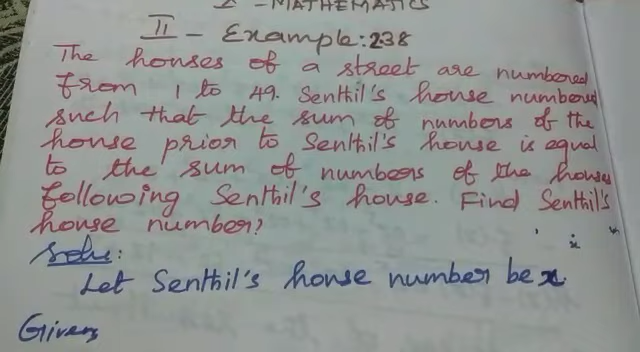 X - MATHEMATICS
II - Example: 2.38
The houses of a street are numbered
from 1 to 49. Senthil's house numbered
such that the sum of numbers of the
house prior to Senthil's house is equal
to the sum of numbers of the houses
following Senthil's house. Find Senthil's
house number?
Solu:
Let Senthil's house number be x.
Given